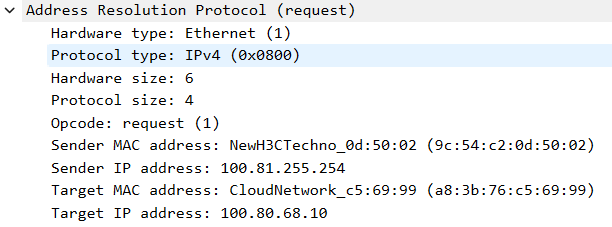 Address Resolution Protocol (request)
Hardware type: Ethernet (1)
Protocol type: IPv4 (0x0800)
Hardware size: 6
Protocol size: 4
Opcode: request (1)
Sender MAC address: NewH3CTechno_0d:50:02 (9c:54:c2:0d:50:02)
Sender IP address: 100.81.255.254
Target MAC address: CloudNetwork_c5:69:99 (a8:3b:76:c5:69:99)
Target IP address: 100.80.68.10